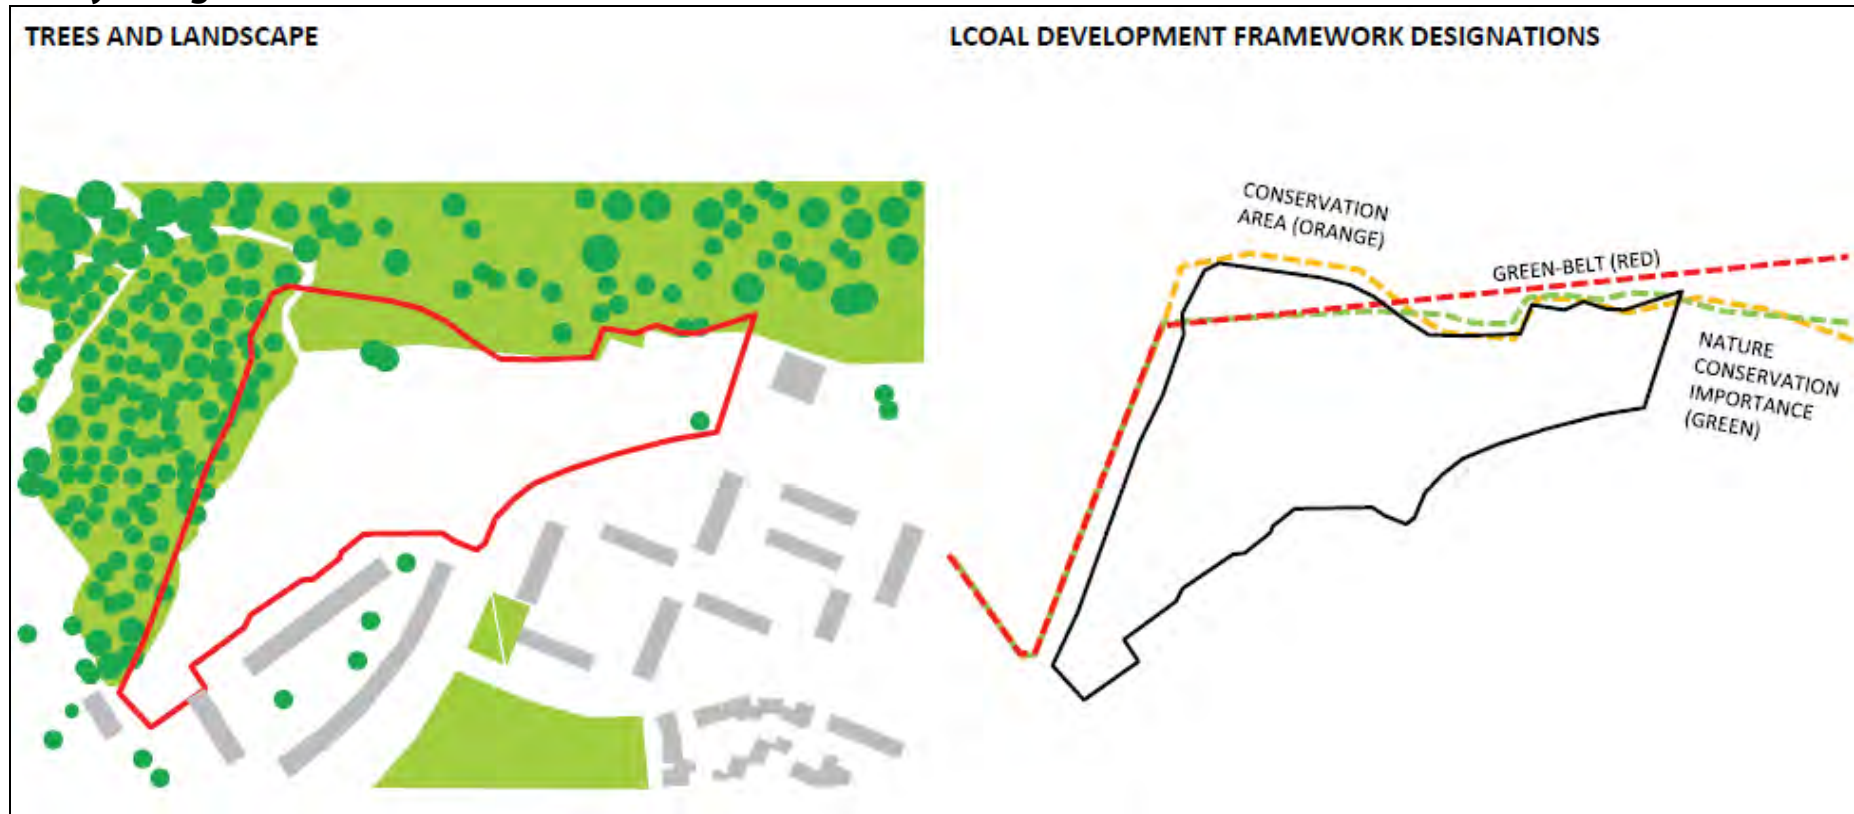 TREES AND LANDSCAPE
LCOAL DEVELOPMENT FRAMEWORK DESIGNATIONS
CONSERVATION
AREA (ORANGE)
GREEN-BELT (RED)
NATURE
CONSERVATION
IMPORTANCE
(GREEN)